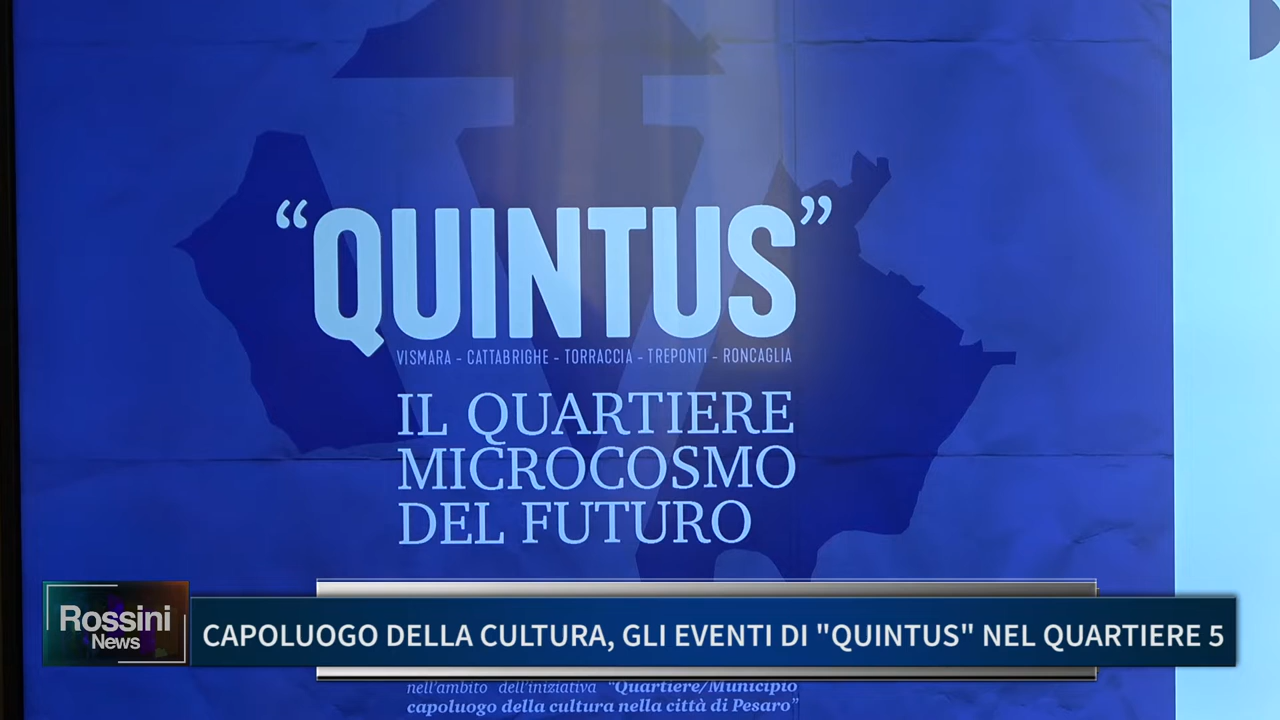 “QUINTUS”
VISMARA - CATTABRIGHE - TORRACCIA - TREPONTI - RONCAGLIA
IL QUARTIERE
MICROCOSMO
DEL FUTURO
Rossini
News
CAPOLUOGO DELLA CULTURA, GLI EVENTI DI "QUINTUS" NEL QUARTIERE 5
nell'ambito dell'iniziativa “Quartiere/Municipio
capoluogo della cultura nella città di Pesaro”